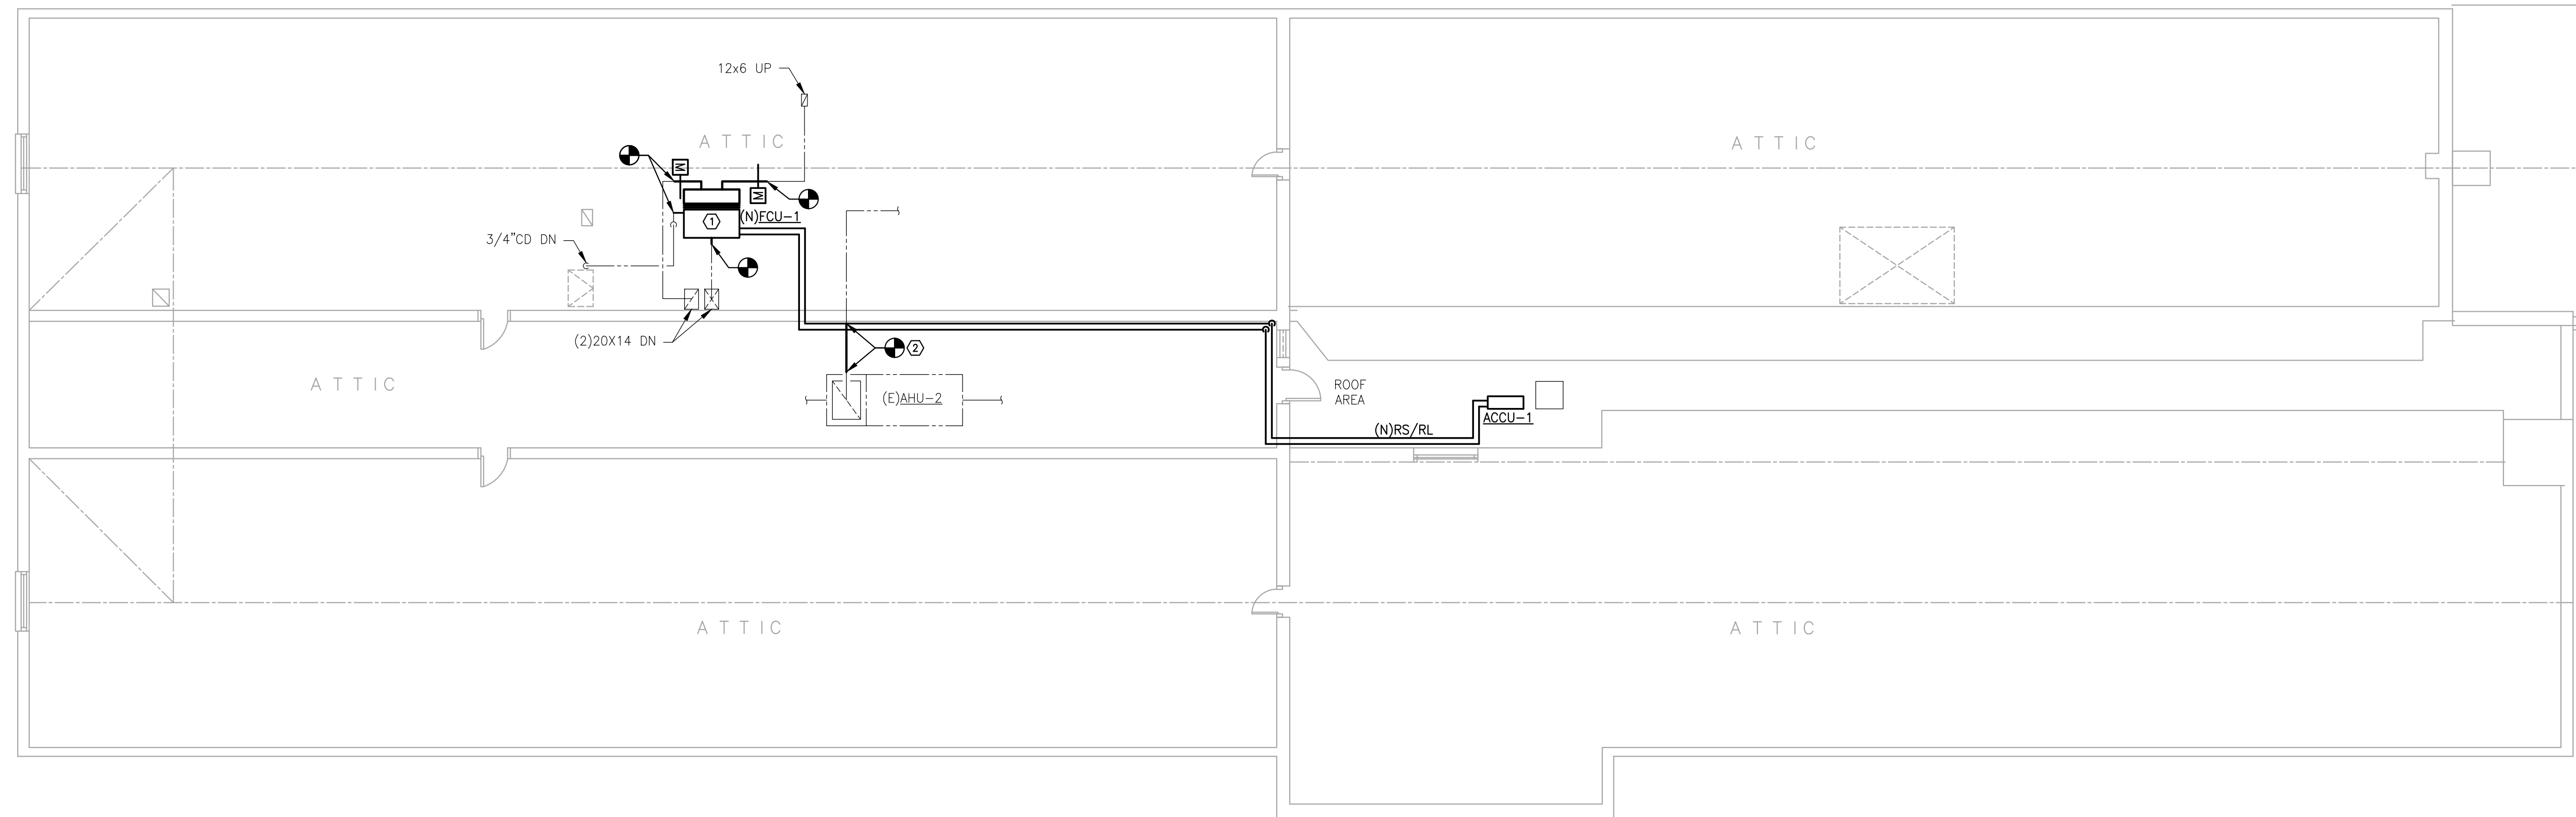 12x6 UP
ATTIC
ATTIC
M
M
(N)FCU-1
1
3/4"CD DN
(2)20X14 DN
2
ATTIC
(E)AHU-2
ROOF
AREA
ACCU-1
(N)RS/RL
ATTIC
ATTIC